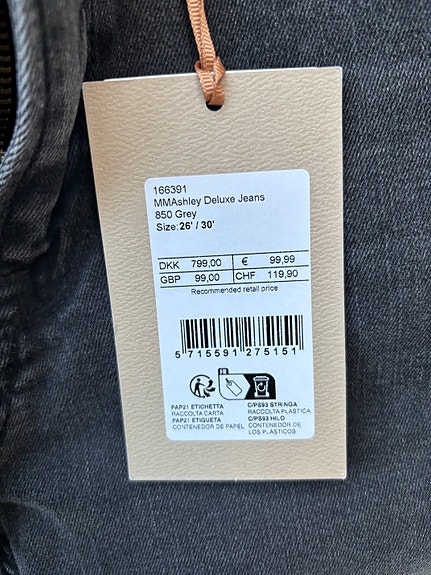 166391
MMAshley Deluxe Jeans
850 Grey
Size:26' / 30'
DKK 799,00 € 99,99
GBP 99,00 CHF 119,90
Recommended retail price
5 715591 275151
FR
PAP21 ETICHETTA C/PS93 STRINGA
RACCOLTA CARTA RACCOLTA PLASTICA
PAP21 ETIQUETA C/PS93 HILO
CONTENEDOR DE PAPEL CONTENEDOR DE
LOS PLÁSTICOS